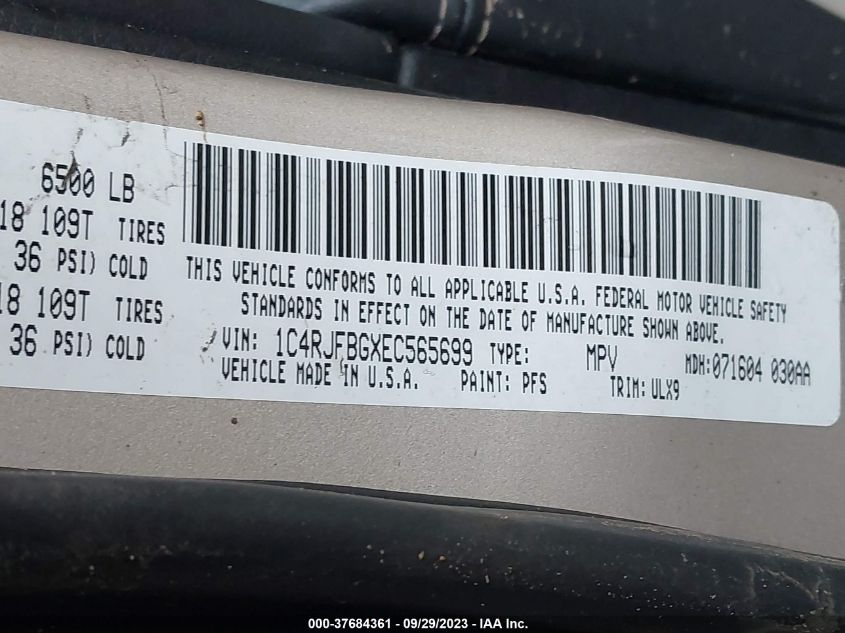 6500 LB
18 109T TIRES
36 PSI) COLD
18 109T TIRES
36 PSI) COLD
THIS VEHICLE CONFORMS TO ALL APPLICABLE U.S.A. FEDERAL MOTOR VEHICLE SAFETY
STANDARDS IN EFFECT ON THE DATE OF MANUFACTURE SHOWN ABOVE.
VIN: 1C4RJFBGXEC565699 TYPE: MPV MDH:071604 030AA
VEHICLE MADE IN U.S.A. PAINT: PFS TRIM: ULX9
000-37684361 / 09/29/2023 - IAA Inc.